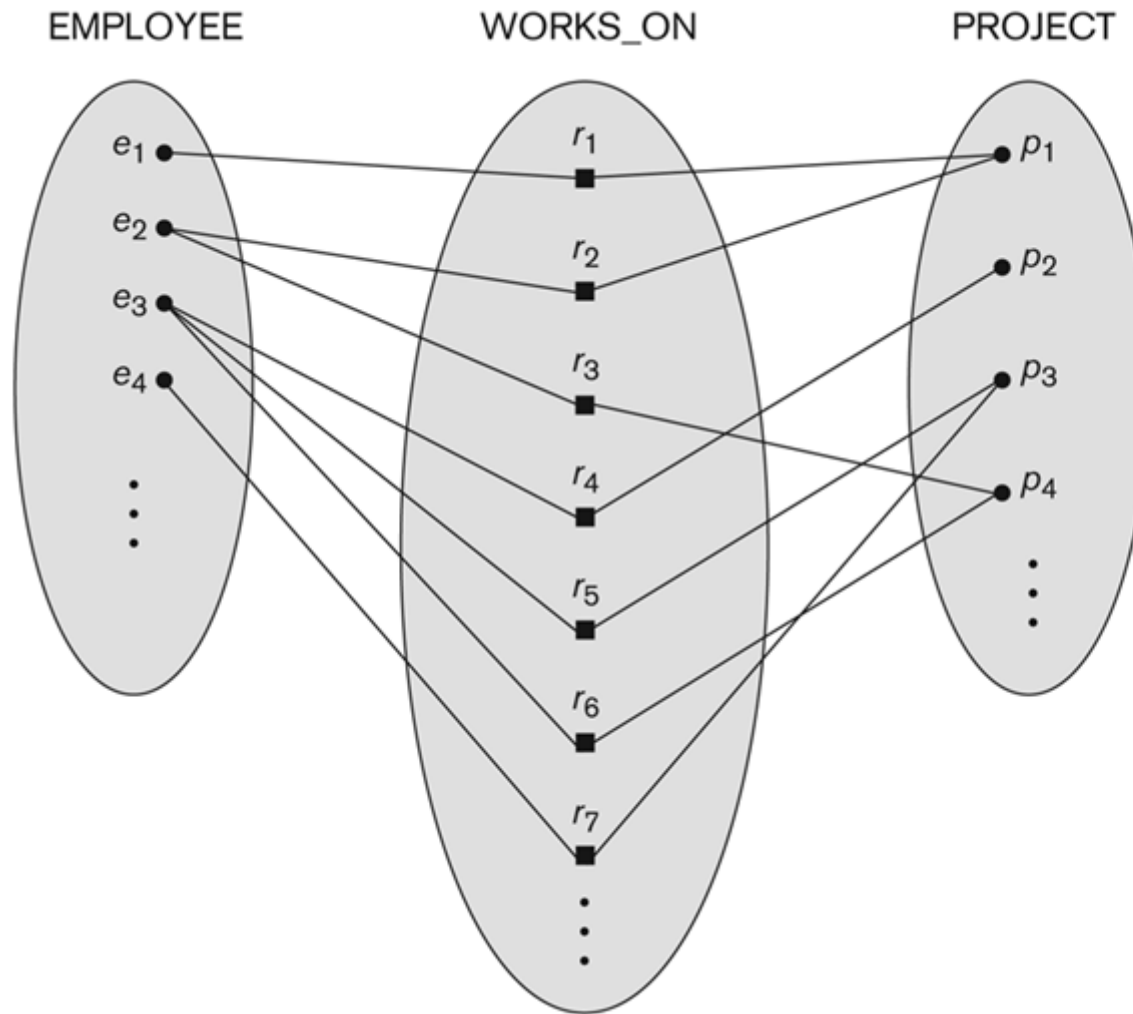 EMPLOYEE WORKS_ON PROJECT
e₁ r₁ p₁
e₂ r₂ p₂
e₃ r₃ p₃
e₄ r₄ p₄
r₅
r₆
r₇